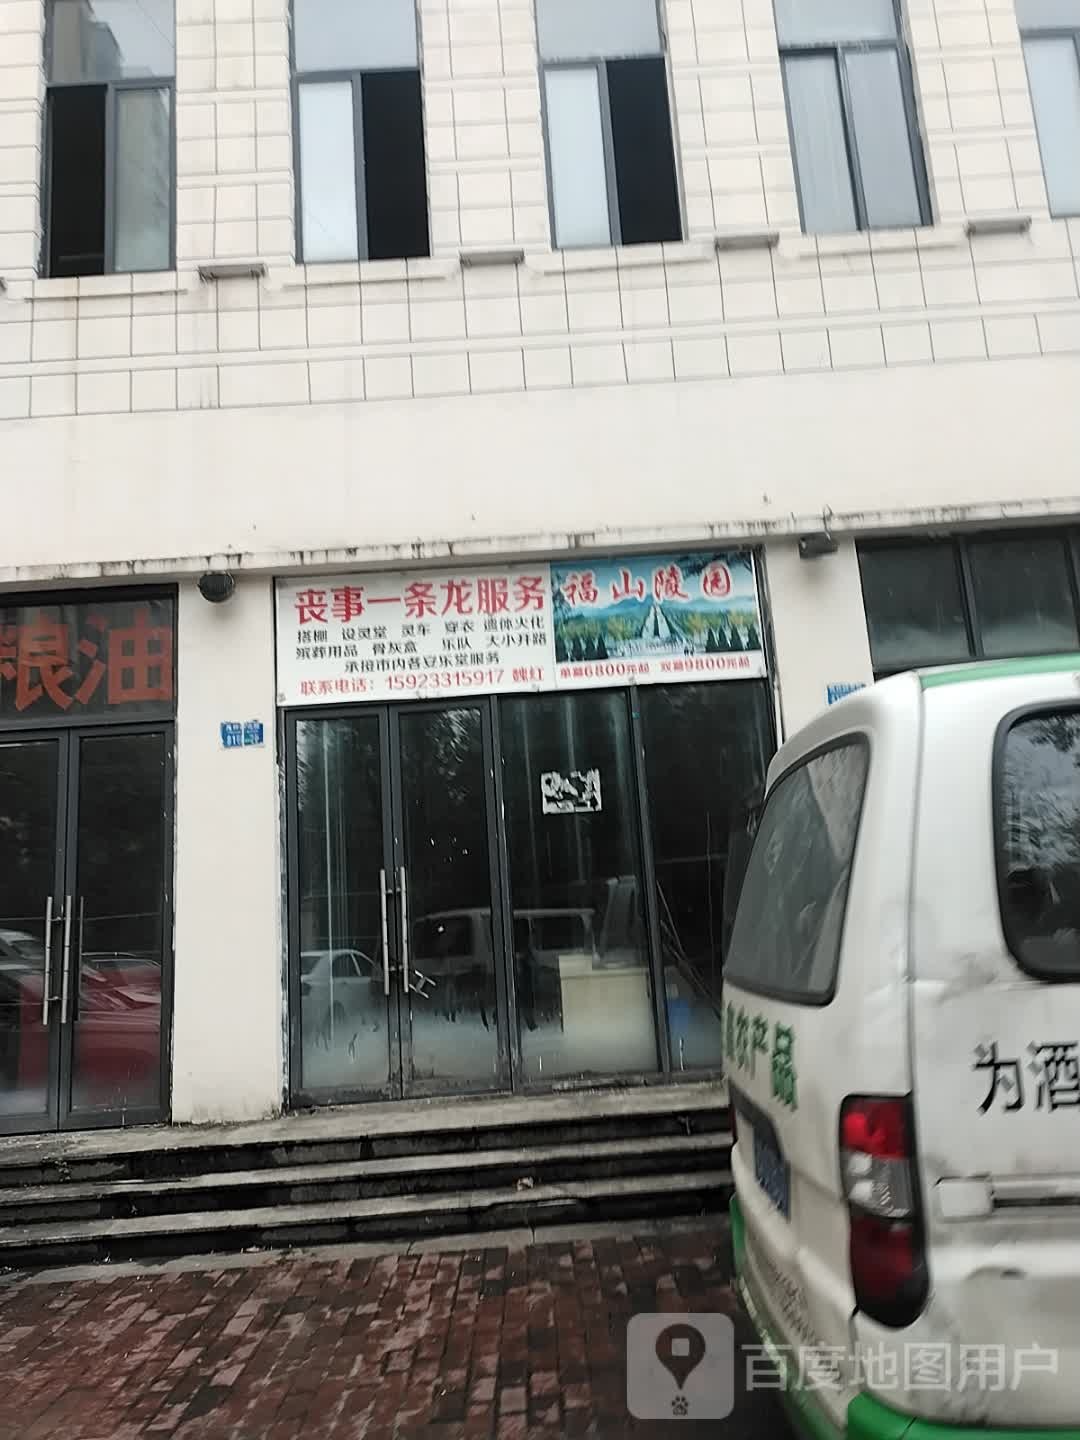 丧事一条龙服务
搭棚 设灵堂 灵车 穿衣 遗体火化
殡葬用品 骨灰盒 乐队 大小开路
承接市内各安乐堂服务
联系电话：15923315917 魏红
福山陵园
单墓6800元起 双墓9800元起
粮油
农产品
为酒
百度地图用户